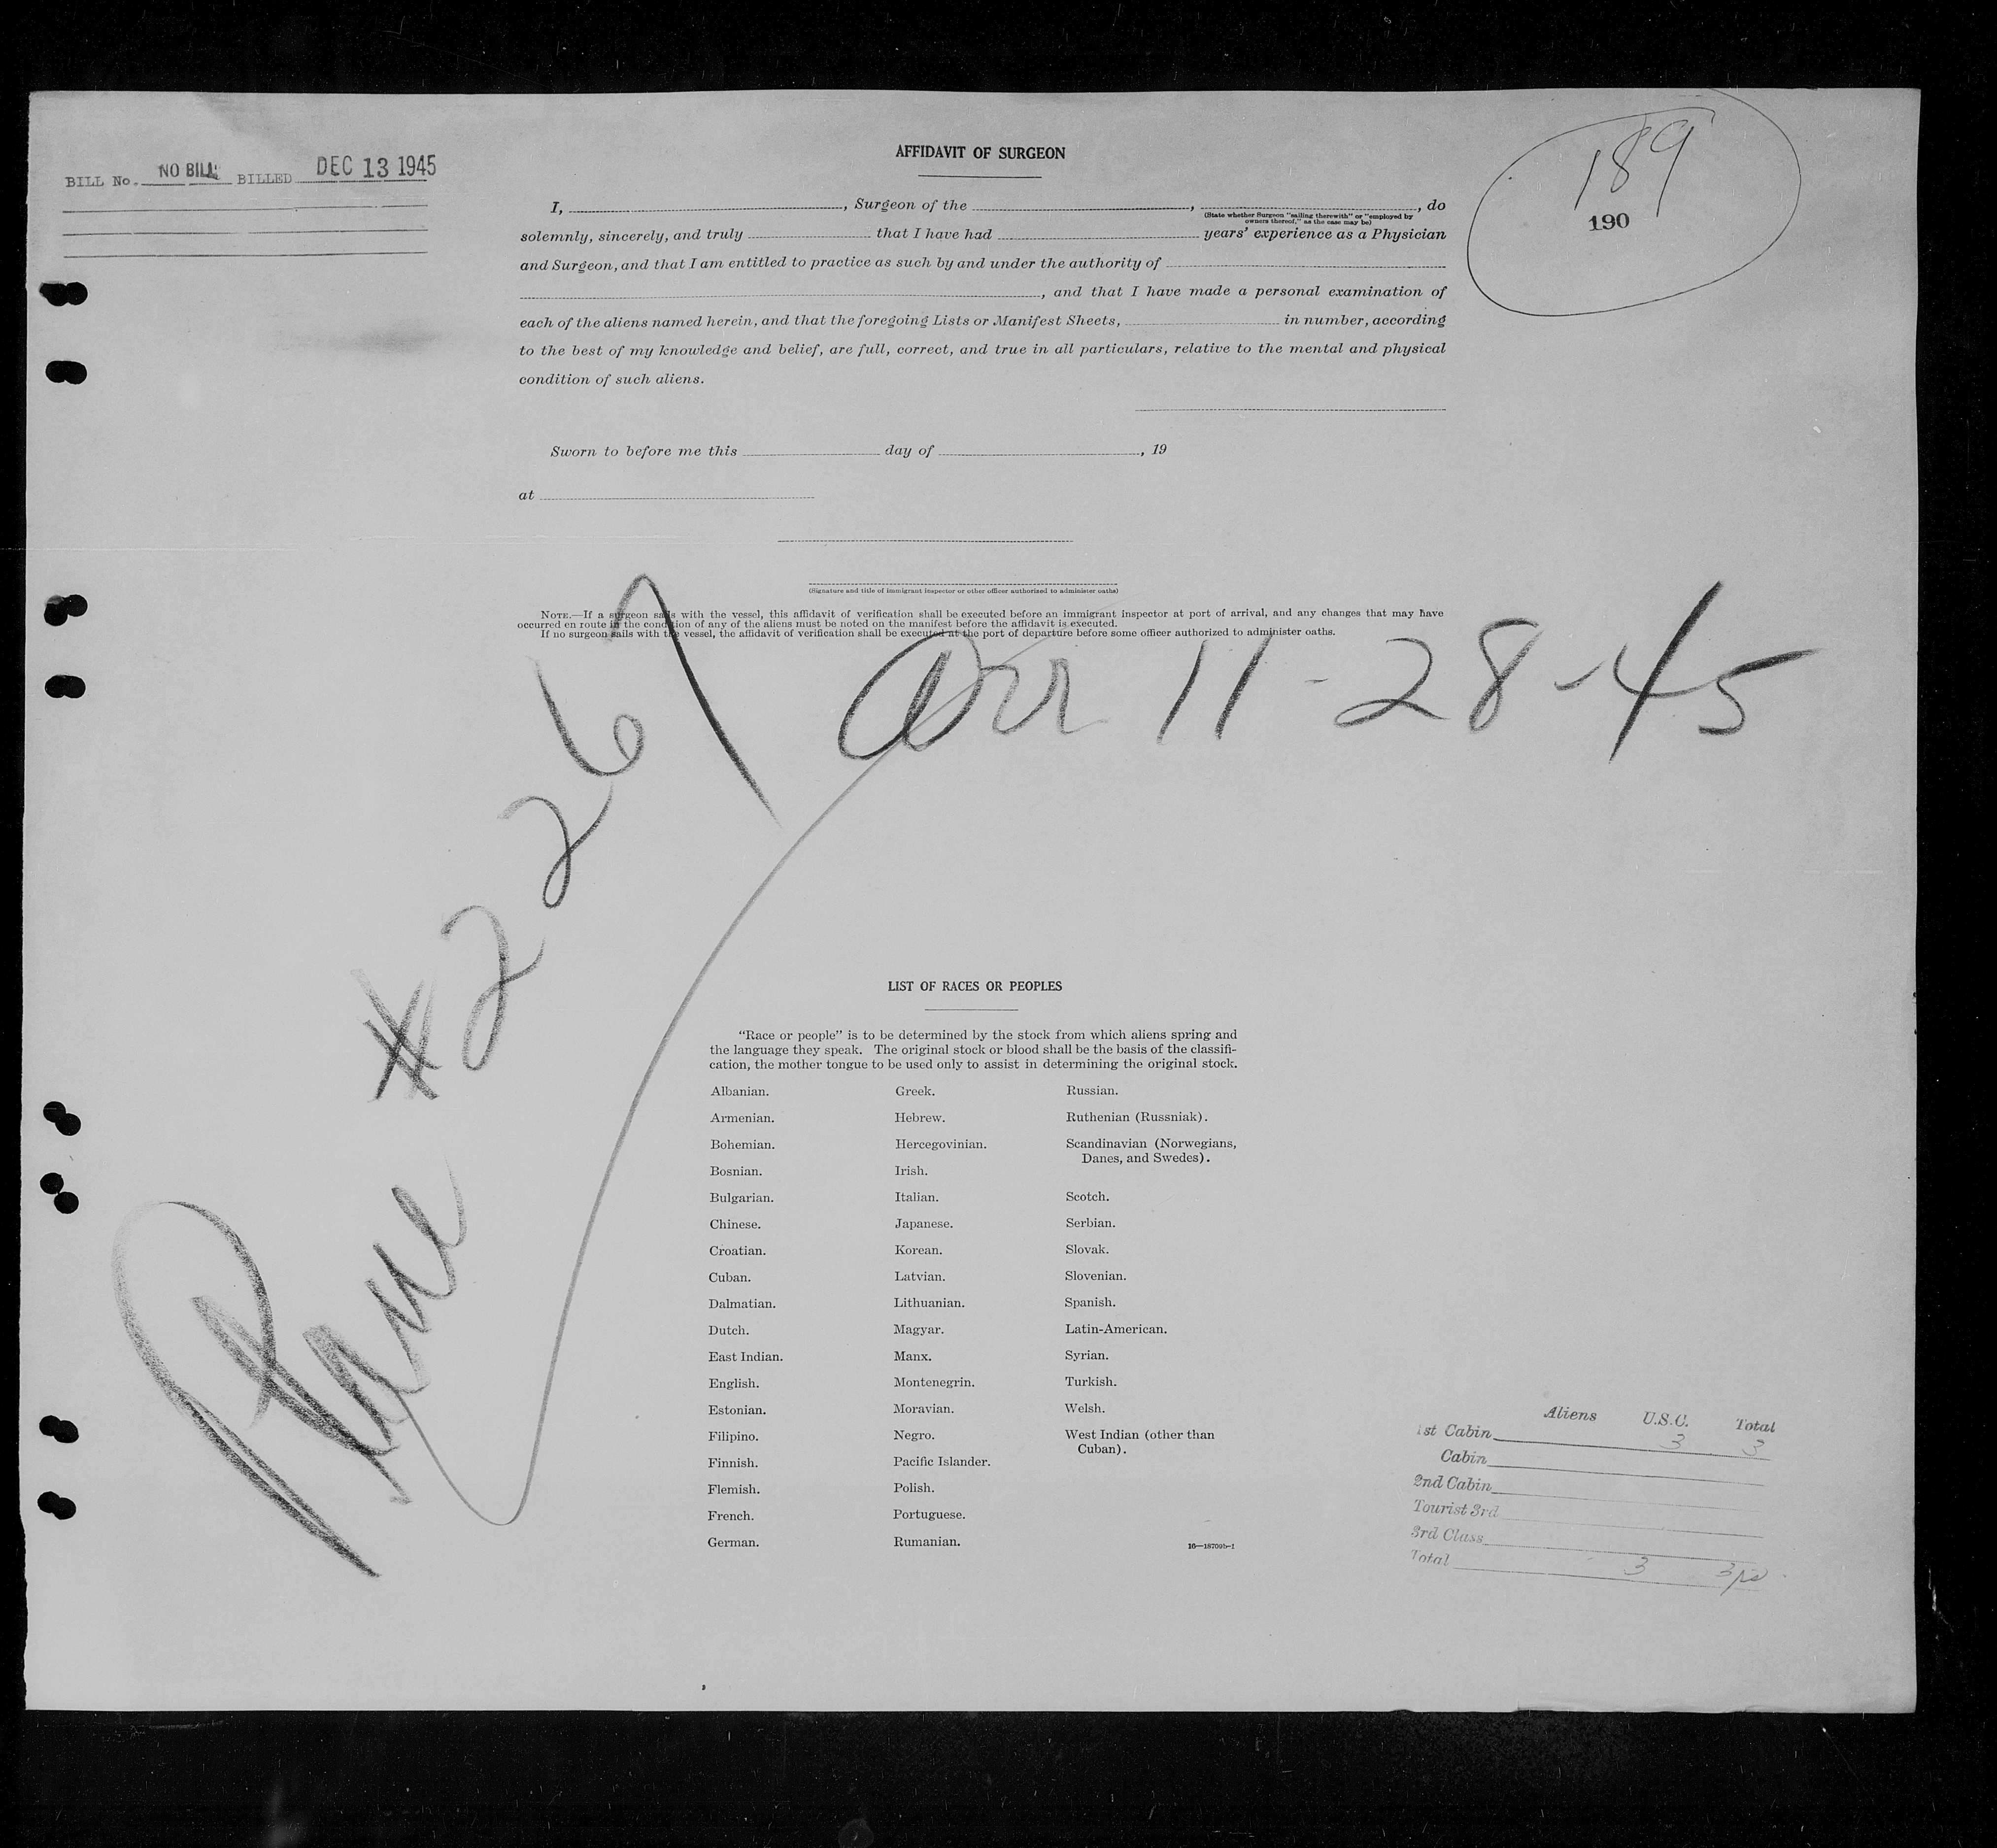 BILL No. NO BILL BILLED DEC 13 1945
AFFIDAVIT OF SURGEON
189
190
I, , Surgeon of the , , do
(State whether Surgeon "sailing therewith" or "employed by
owners thereof," as the case may be)
solemnly, sincerely, and truly that I have had years' experience as a Physician
and Surgeon, and that I am entitled to practice as such by and under the authority of
, and that I have made a personal examination of
each of the aliens named herein, and that the foregoing Lists or Manifest Sheets, in number, according
to the best of my knowledge and belief, are full, correct, and true in all particulars, relative to the mental and physical
condition of such aliens.
Sworn to before me this day of , 19
at
(Signature and title of immigrant inspector or other officer authorized to administer oaths)
NOTE.—If a surgeon sails with the vessel, this affidavit of verification shall be executed before an immigrant inspector at port of arrival, and any changes that may have
occurred en route in the condition of any of the aliens must be noted on the manifest before the affidavit is executed.
If no surgeon sails with the vessel, the affidavit of verification shall be executed at the port of departure before some officer authorized to administer oaths.
Arr 11-28-45
Plane #2267
LIST OF RACES OR PEOPLES
"Race or people" is to be determined by the stock from which aliens spring and
the language they speak. The original stock or blood shall be the basis of the classifi-
cation, the mother tongue to be used only to assist in determining the original stock.
Albanian. Greek. Russian.
Armenian. Hebrew. Ruthenian (Russniak).
Bohemian. Hercegovinian. Scandinavian (Norwegians,
Danes, and Swedes).
Bosnian. Irish.
Bulgarian. Italian. Scotch.
Chinese. Japanese. Serbian.
Croatian. Korean. Slovak.
Cuban. Latvian. Slovenian.
Dalmatian. Lithuanian. Spanish.
Dutch. Magyar. Latin-American.
East Indian. Manx. Syrian.
English. Montenegrin. Turkish.
Estonian. Moravian. Welsh.
Filipino. Negro. West Indian (other than
Cuban).
Finnish. Pacific Islander.
Flemish. Polish.
French. Portuguese.
German. Rumanian.
16—18709b-1
Aliens U.S.C. Total
1st Cabin 3 3
Cabin
2nd Cabin
Tourist 3rd
3rd Class
Total 3 3